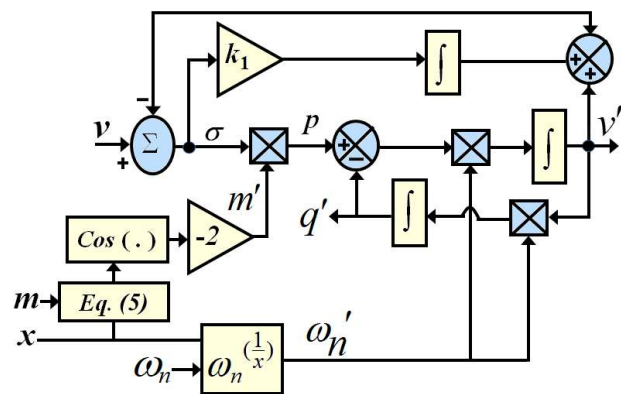 k₁ ∫ + +
−
v + Σ σ p + − ∫ v′
m′
q′ ∫
Cos ( . ) -2
m Eq. (5)
x
ωₙ ωₙ^(1/x) ωₙ′